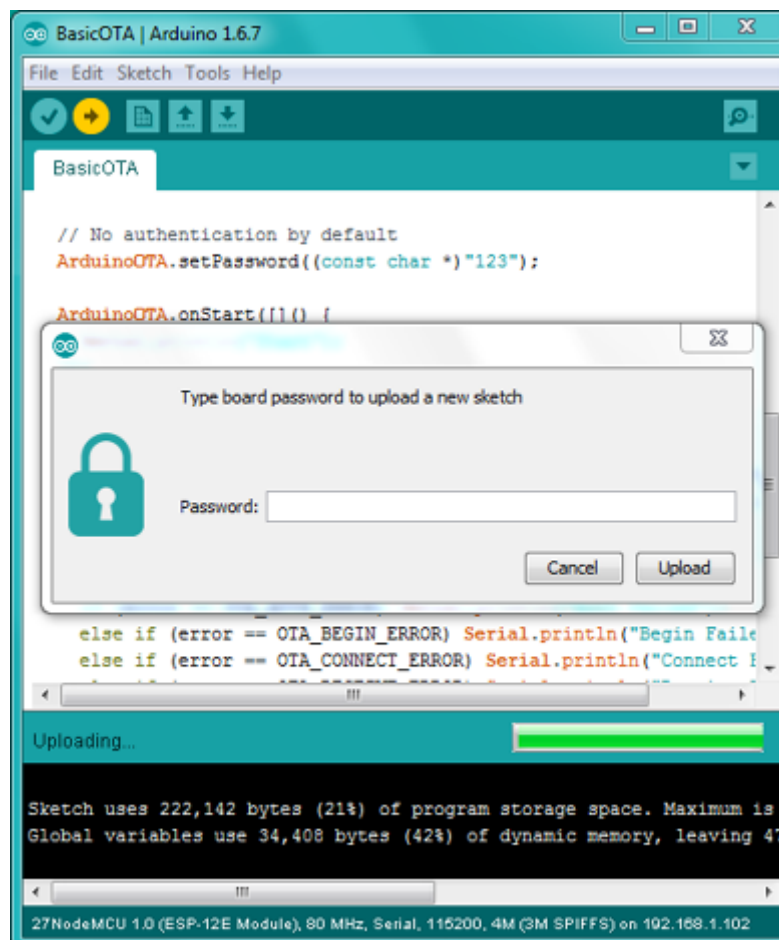 BasicOTA | Arduino 1.6.7
File Edit Sketch Tools Help
BasicOTA
// No authentication by default
ArduinoOTA.setPassword((const char *)"123");
ArduinoOTA.onStart([]() {
Type board password to upload a new sketch
Password:
Cancel Upload
else if (error == OTA_BEGIN_ERROR) Serial.println("Begin Faile
else if (error == OTA_CONNECT_ERROR) Serial.println("Connect
Uploading...
Sketch uses 222,142 bytes (21%) of program storage space. Maximum is
Global variables use 34,408 bytes (42%) of dynamic memory, leaving 47
27NodeMCU 1.0 (ESP-12E Module), 80 MHz, Serial, 115200, 4M (3M SPIFFS) on 192.168.1.102